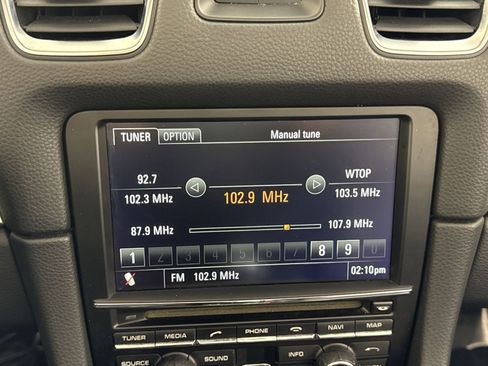 TUNER OPTION Manual tune
92.7 WTOP
102.3 MHz 102.9 MHz 103.5 MHz
87.9 MHz 107.9 MHz
1 2 3 4 5 6 7 8 9 0
FM 102.9 MHz 02:10pm
TUNER MEDIA PHONE NAVI MAP
SOURCE SOUND INFO